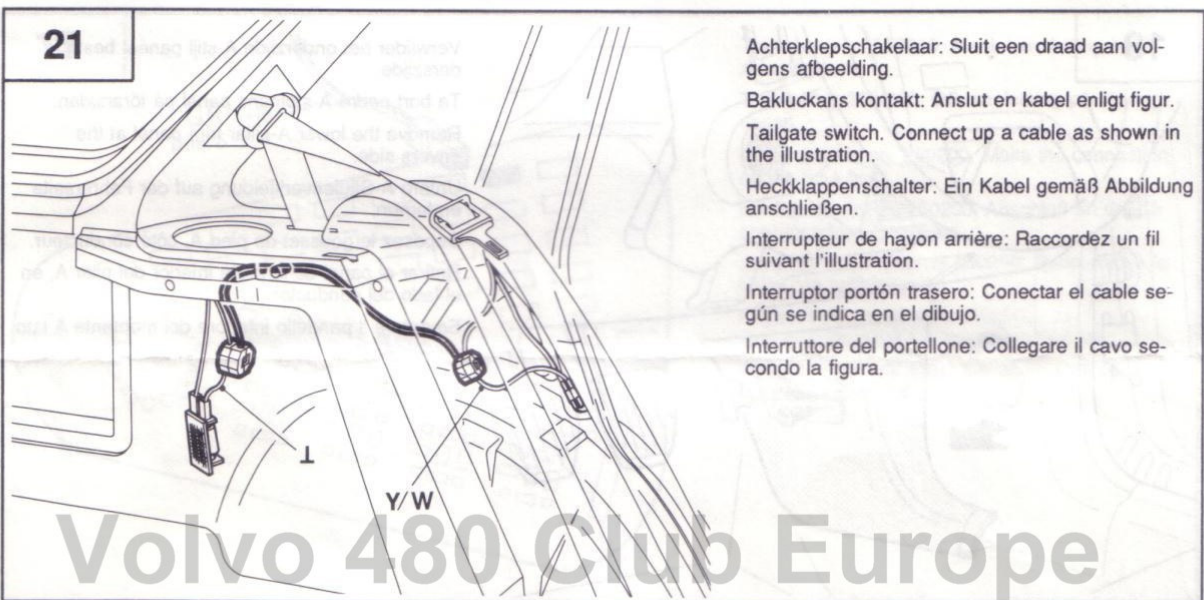 21
Achterklepschakelaar: Sluit een draad aan vol-
gens afbeelding.
Bakluckans kontakt: Anslut en kabel enligt figur.
Tailgate switch. Connect up a cable as shown in
the illustration.
Heckklappenschalter: Ein Kabel gemäß Abbildung
anschließen.
Interrupteur de hayon arrière: Raccordez un fil
suivant l'illustration.
Interruptor portón trasero: Conectar el cable se-
gún se indica en el dibujo.
Interruttore del portellone: Collegare il cavo se-
condo la figura.
Y/W
Volvo 480 Club Europe